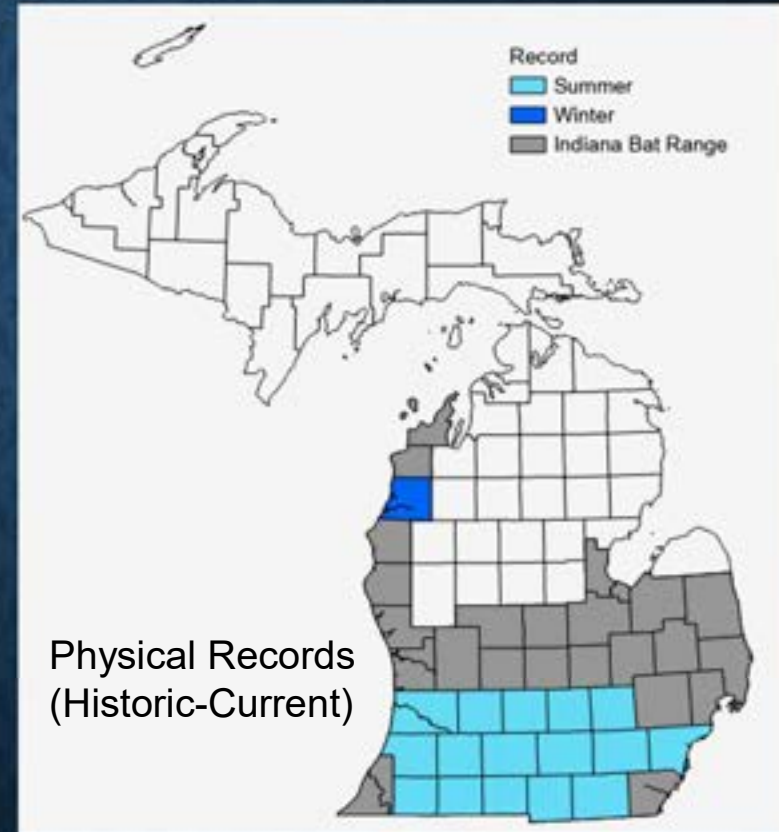 Record
Summer
Winter
Indiana Bat Range
Physical Records
(Historic-Current)